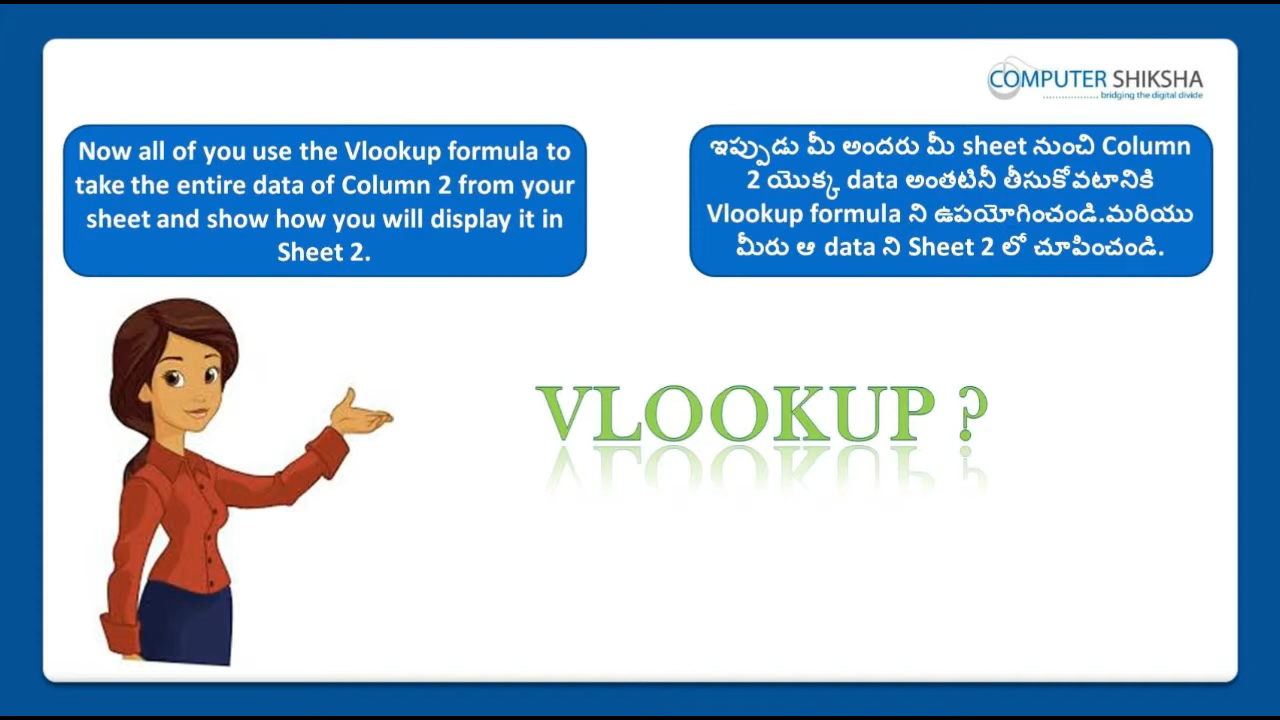 COMPUTER SHIKSHA
bridging the digital divide
Now all of you use the Vlookup formula to
take the entire data of Column 2 from your
sheet and show how you will display it in
Sheet 2.
ఇప్పుడు మీ అందరు మీ sheet నుంచి Column
2 యొక్క data అంతటినీ తీసుకోవటానికి
Vlookup formula ని ఉపయోగించండి.మరియు
మీరు ఆ data ని Sheet 2 లో చూపించండి.
VLOOKUP ?